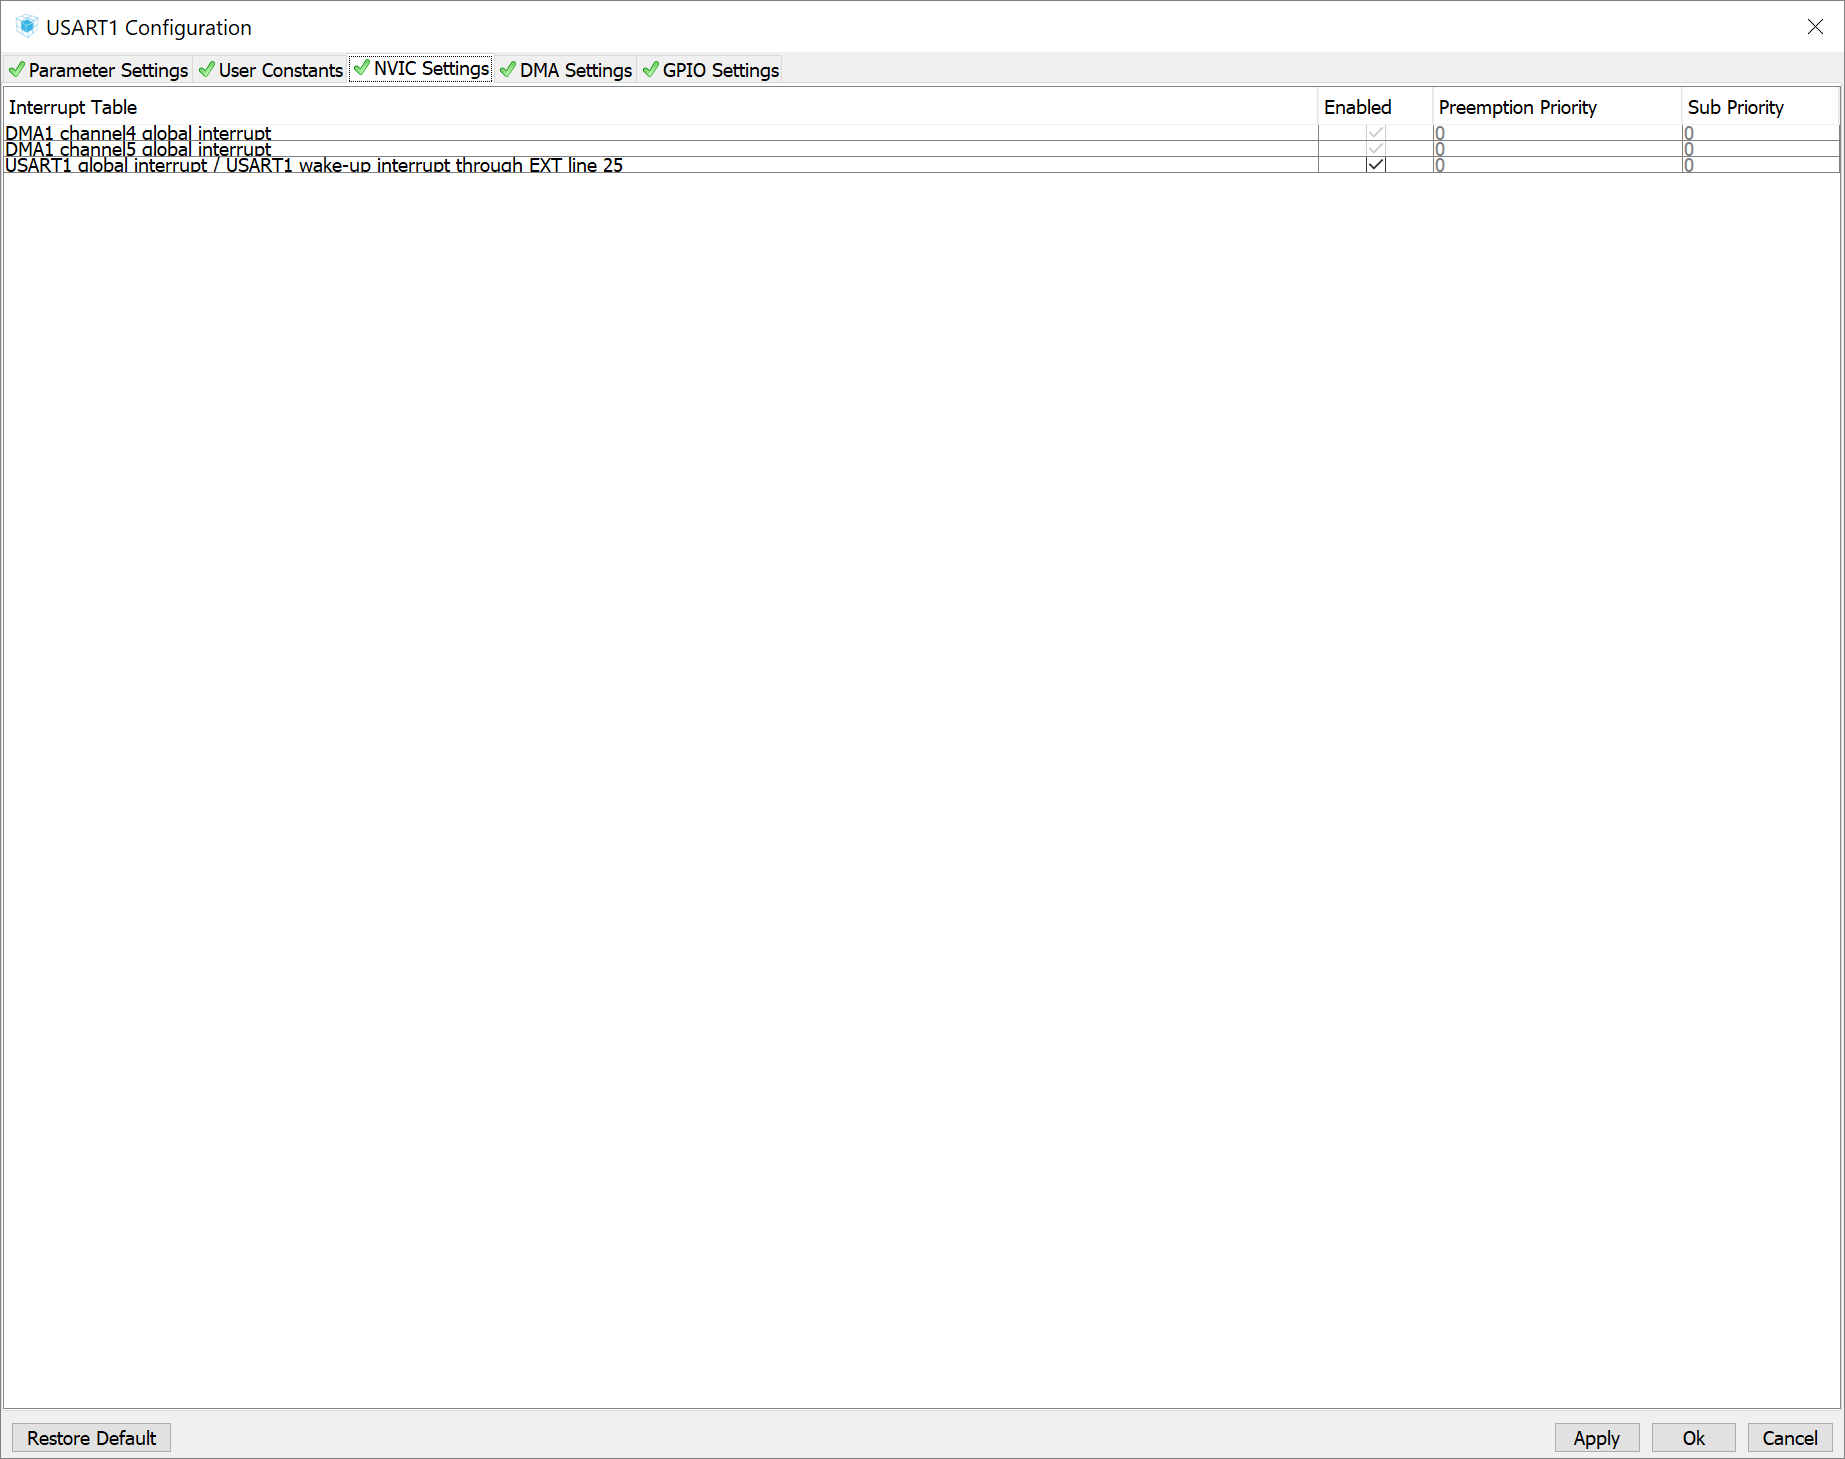 USART1 Configuration
Parameter Settings User Constants NVIC Settings DMA Settings GPIO Settings
Interrupt Table Enabled Preemption Priority Sub Priority
DMA1 channel4 global interrupt 0 0
DMA1 channel5 global interrupt 0 0
USART1 global interrupt / USART1 wake-up interrupt through EXT line 25 0 0
Restore Default Apply Ok Cancel